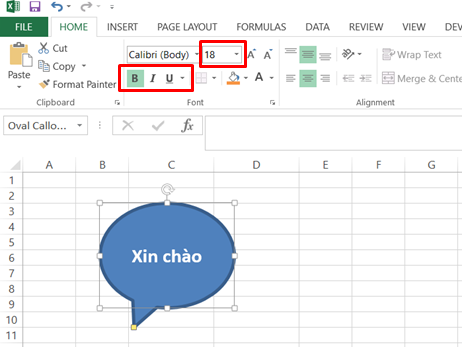 FILE HOME INSERT PAGE LAYOUT FORMULAS DATA REVIEW VIEW DEV
Paste
Cut
Copy
Format Painter
Calibri (Body) 18 A A
B I U A
Wrap Text
Merge & Cente
Clipboard Font Alignment
Oval Callo... fx
A B C D E F G
1
2
3
4
5
6
7
8
9
10
11
Xin chào